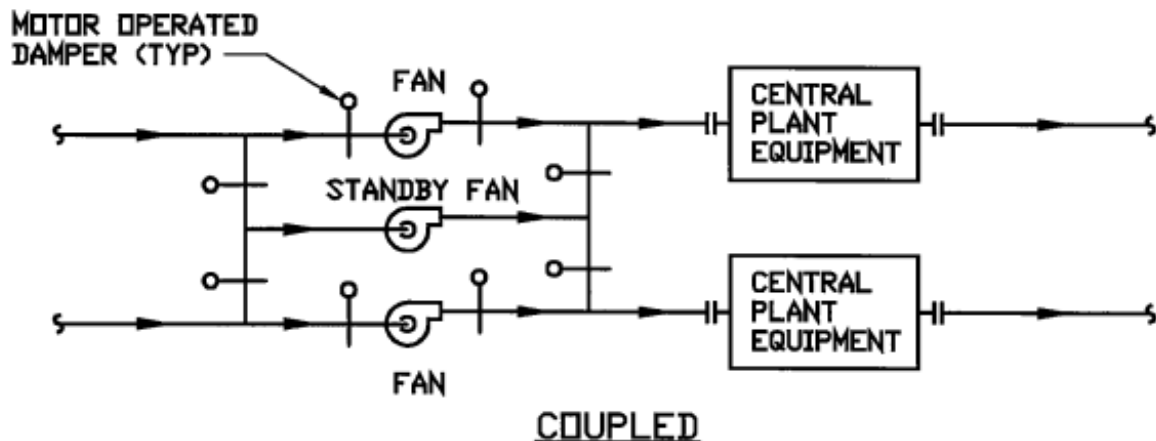 MOTOR OPERATED
DAMPER (TYP)
FAN
STANDBY FAN
FAN
CENTRAL
PLANT
EQUIPMENT
CENTRAL
PLANT
EQUIPMENT
COUPLED